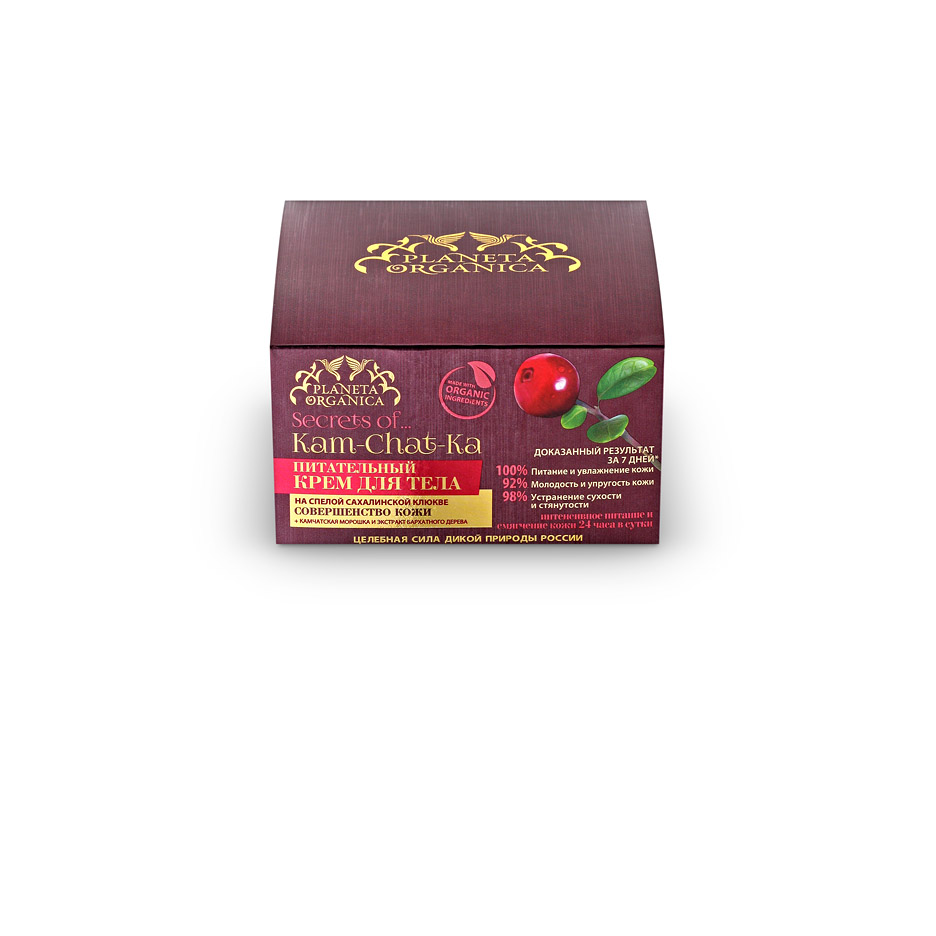 PLANETA
ORGANICA
PLANETA
ORGANICA
Secrets of...
Kam-Chat-Ka
ПИТАТЕЛЬНЫЙ
КРЕМ ДЛЯ ТЕЛА
НА СПЕЛОЙ САХАЛИНСКОЙ КЛЮКВЕ
СОВЕРШЕНСТВО КОЖИ
+ КАМЧАТСКАЯ МОРОШКА И ЭКСТРАКТ БАРХАТНОГО ДЕРЕВА
MADE WITH
ORGANIC
INGREDIENTS
ДОКАЗАННЫЙ РЕЗУЛЬТАТ
ЗА 7 ДНЕЙ*
100% Питание и увлажнение кожи
92% Молодость и упругость кожи
98% Устранение сухости
и стянутости
интенсивное питание и
смягчение кожи 24 часа в сутки
ЦЕЛЕБНАЯ СИЛА ДИКОЙ ПРИРОДЫ РОССИИ